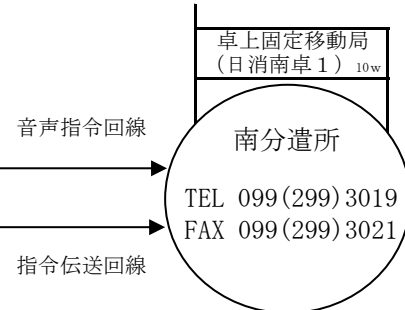 卓上固定移動局
（日消南卓１）10w
音声指令回線
南分遣所
TEL 099(299)3019
FAX 099(299)3021
指令伝送回線